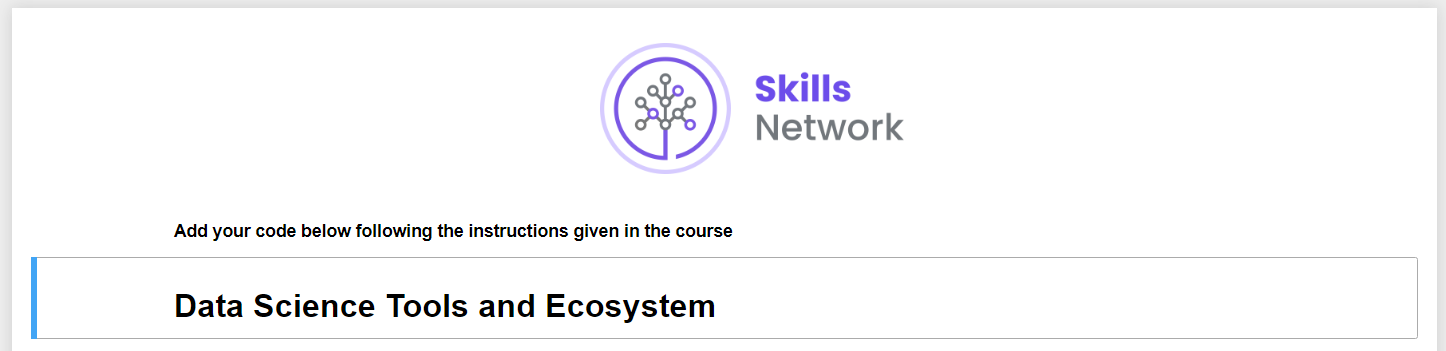 Skills
Network
Add your code below following the instructions given in the course
Data Science Tools and Ecosystem